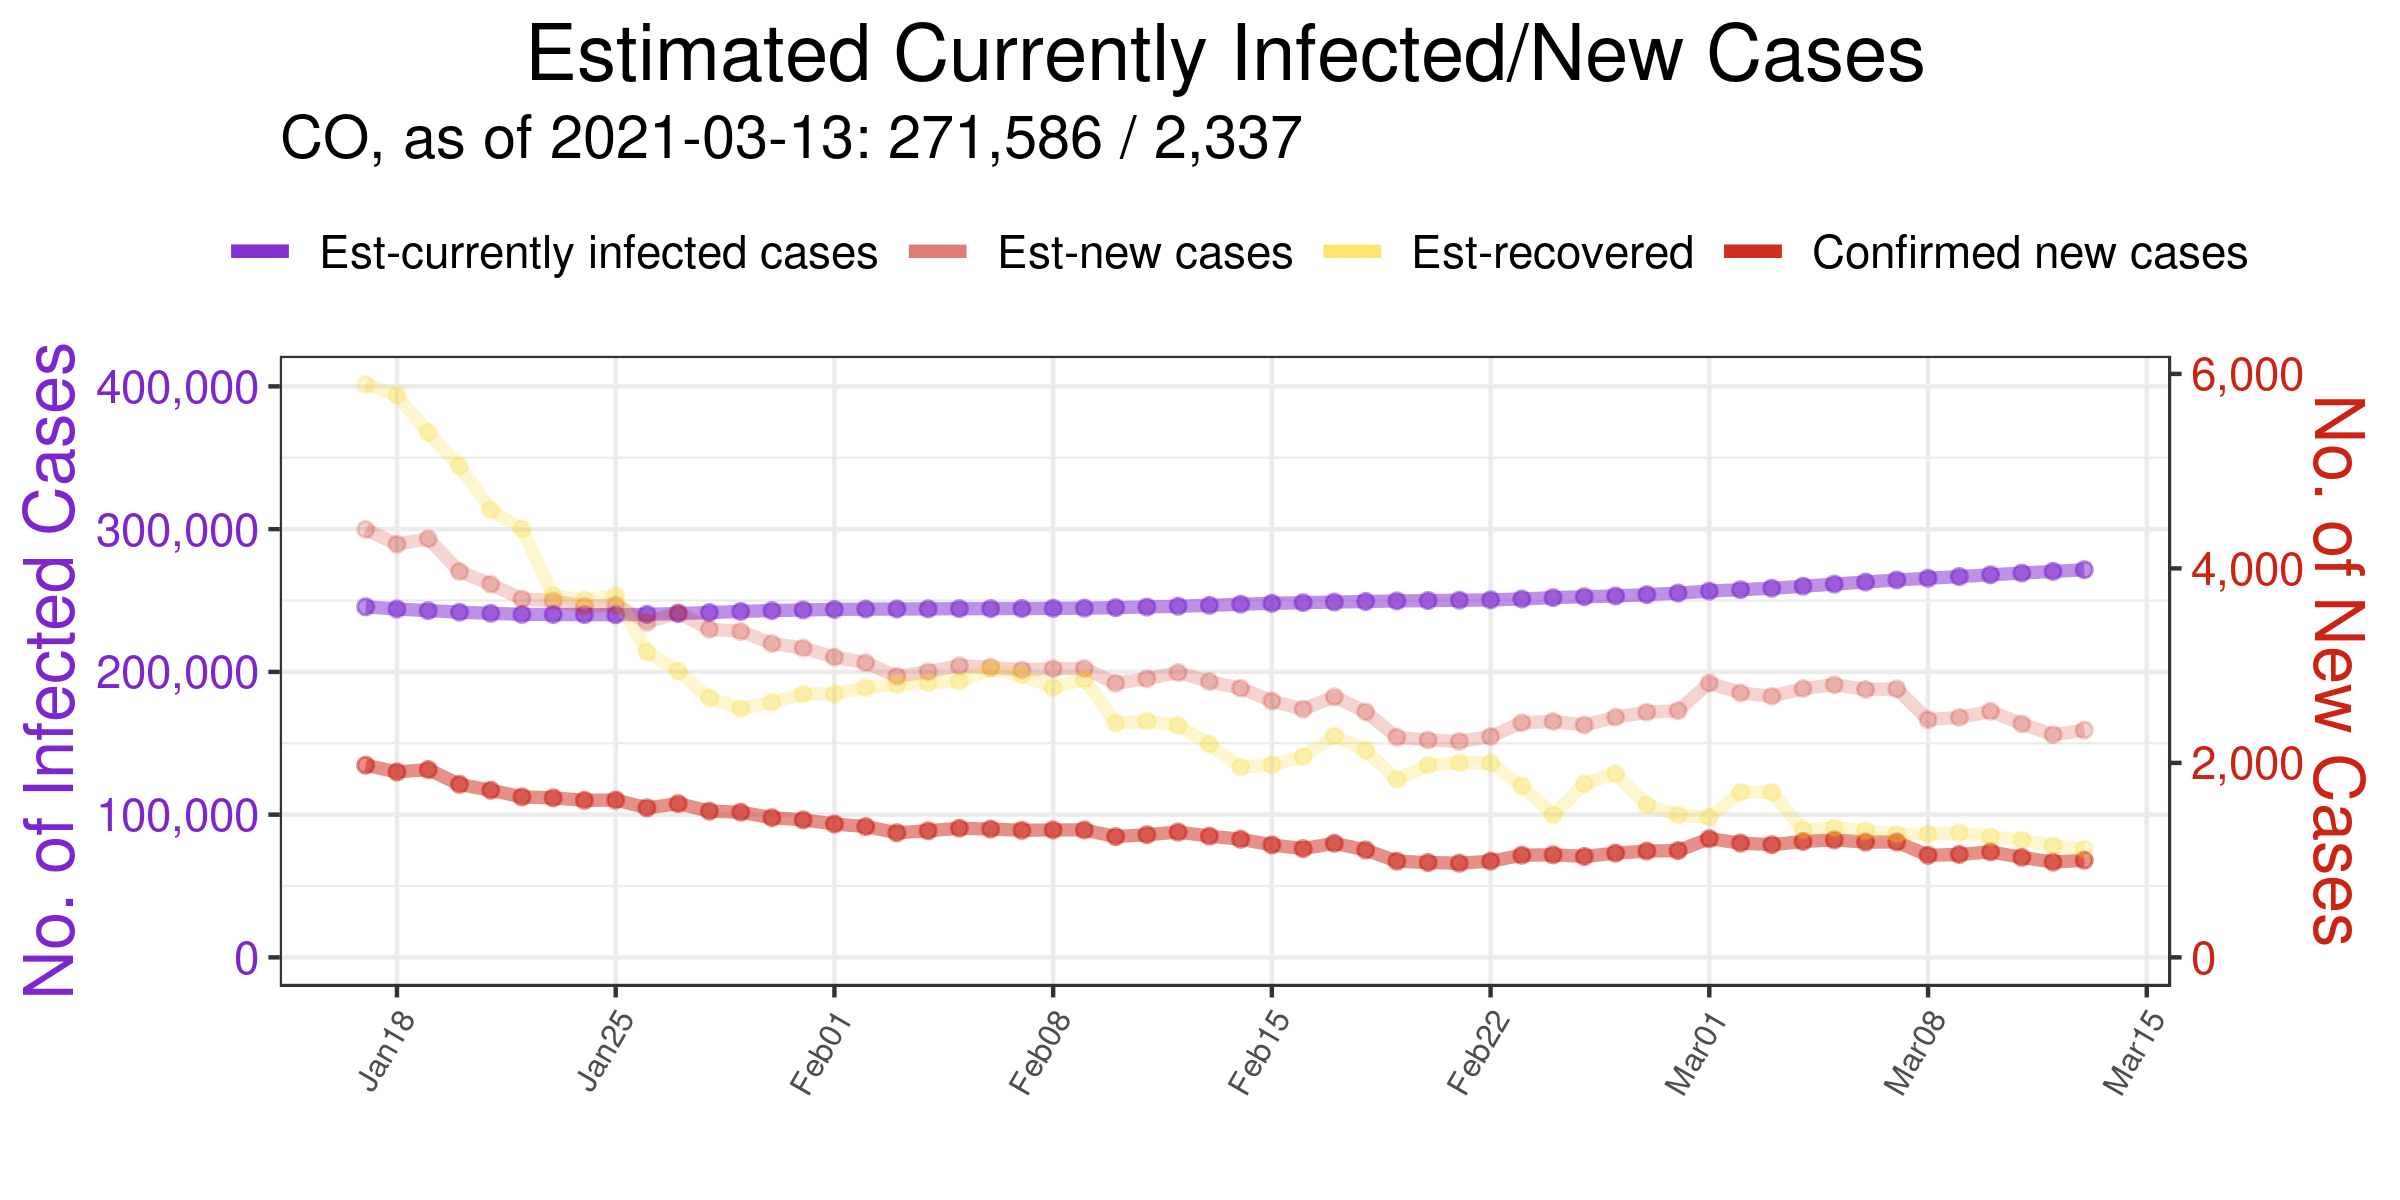 Estimated Currently Infected/New Cases
CO, as of 2021-03-13: 271,586 / 2,337
Est-currently infected cases Est-new cases Est-recovered Confirmed new cases
No. of Infected Cases
400,000
300,000
200,000
100,000
0
6,000
4,000
2,000
0
No. of New Cases
Jan18 Jan25 Feb01 Feb08 Feb15 Feb22 Mar01 Mar08 Mar15